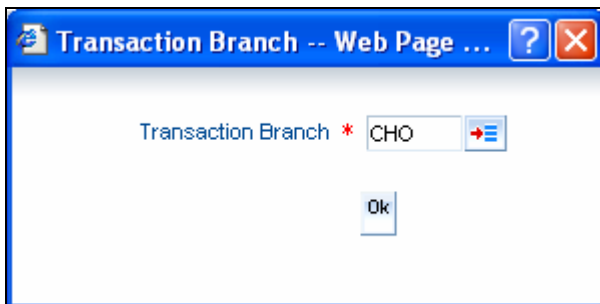 Transaction Branch -- Web Page ...
Transaction Branch * CHO
Ok